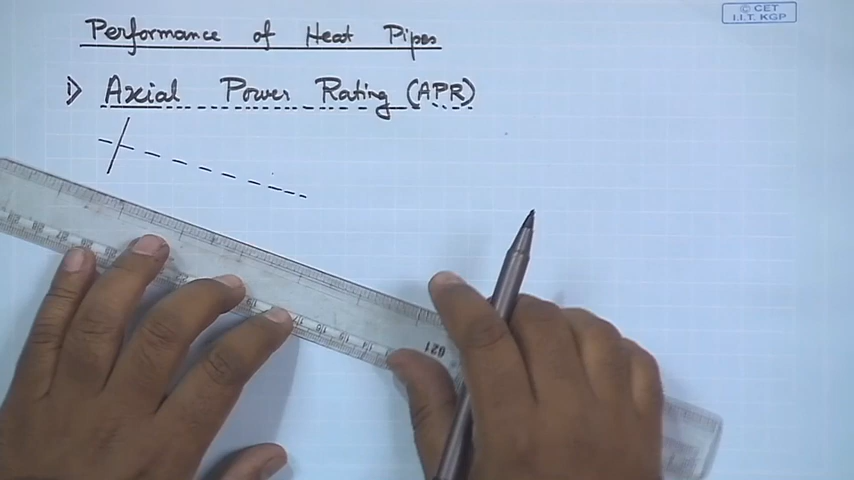 © CET
I.I.T. KGP
Performance of Heat Pipes
1) Axial Power Rating (APR)